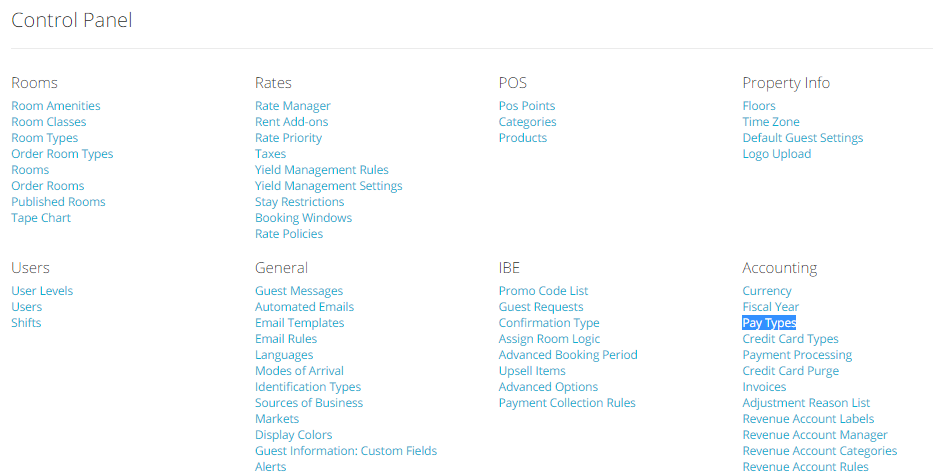 Control Panel
Rooms
Room Amenities
Room Classes
Room Types
Order Room Types
Rooms
Order Rooms
Published Rooms
Tape Chart
Rates
Rate Manager
Rent Add-ons
Rate Priority
Taxes
Yield Management Rules
Yield Management Settings
Stay Restrictions
Booking Windows
Rate Policies
POS
Pos Points
Categories
Products
Property Info
Floors
Time Zone
Default Guest Settings
Logo Upload
Users
User Levels
Users
Shifts
General
Guest Messages
Automated Emails
Email Templates
Email Rules
Languages
Modes of Arrival
Identification Types
Sources of Business
Markets
Display Colors
Guest Information: Custom Fields
Alerts
IBE
Promo Code List
Guest Requests
Confirmation Type
Assign Room Logic
Advanced Booking Period
Upsell Items
Advanced Options
Payment Collection Rules
Accounting
Currency
Fiscal Year
Pay Types
Credit Card Types
Payment Processing
Credit Card Purge
Invoices
Adjustment Reason List
Revenue Account Labels
Revenue Account Manager
Revenue Account Categories
Revenue Account Rules